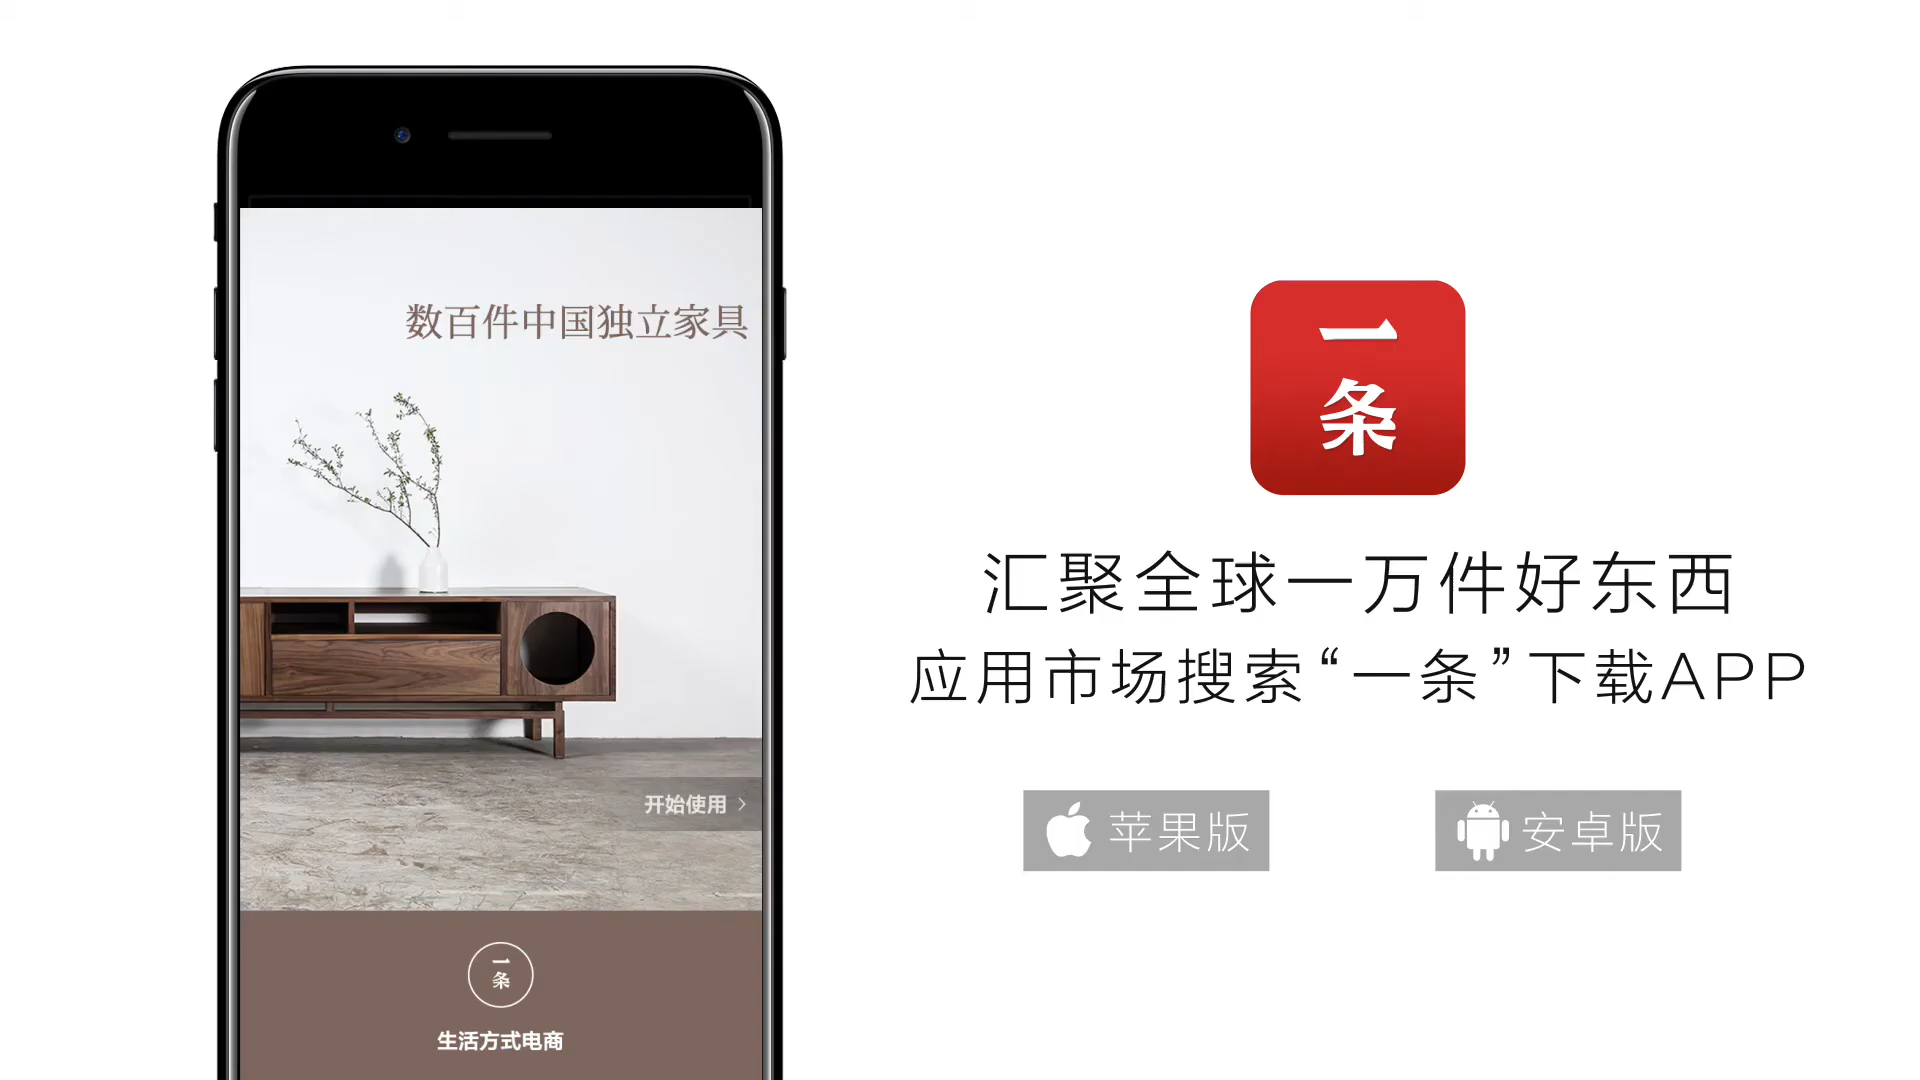 数百件中国独立家具
开始使用 >
一
条
生活方式电商
一
条
汇聚全球一万件好东西
应用市场搜索“一条”下载APP
苹果版
安卓版